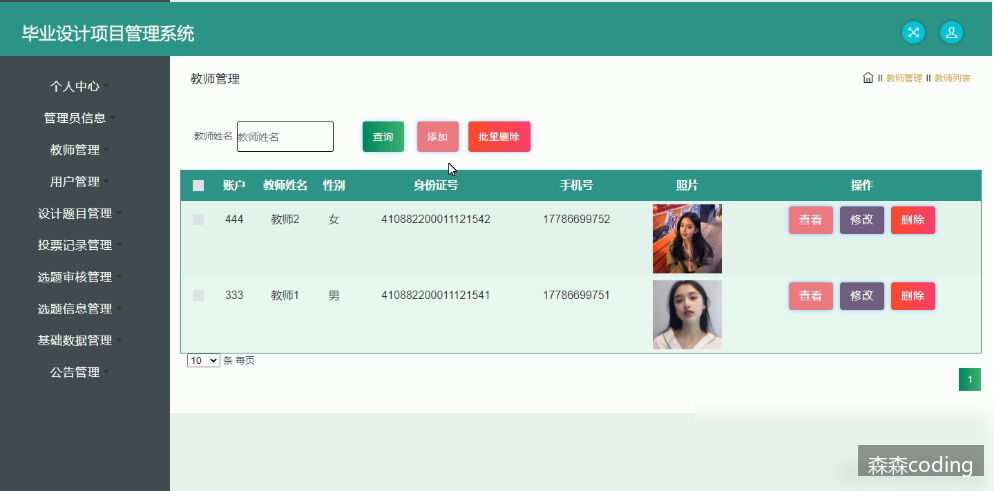 毕业设计项目管理系统
个人中心
管理员信息
教师管理
用户管理
设计题目管理
投票记录管理
选题审核管理
选题信息管理
基础数据管理
公告管理
教师管理
教师管理 教师列表
教师姓名 教师姓名 查询 添加 批量删除
账户 教师姓名 性别 身份证号 手机号 照片 操作
444 教师2 女 410882200011121542 17786699752 查看 修改 删除
333 教师1 男 410882200011121541 17786699751 查看 修改 删除
10 条 每页
1
森森coding